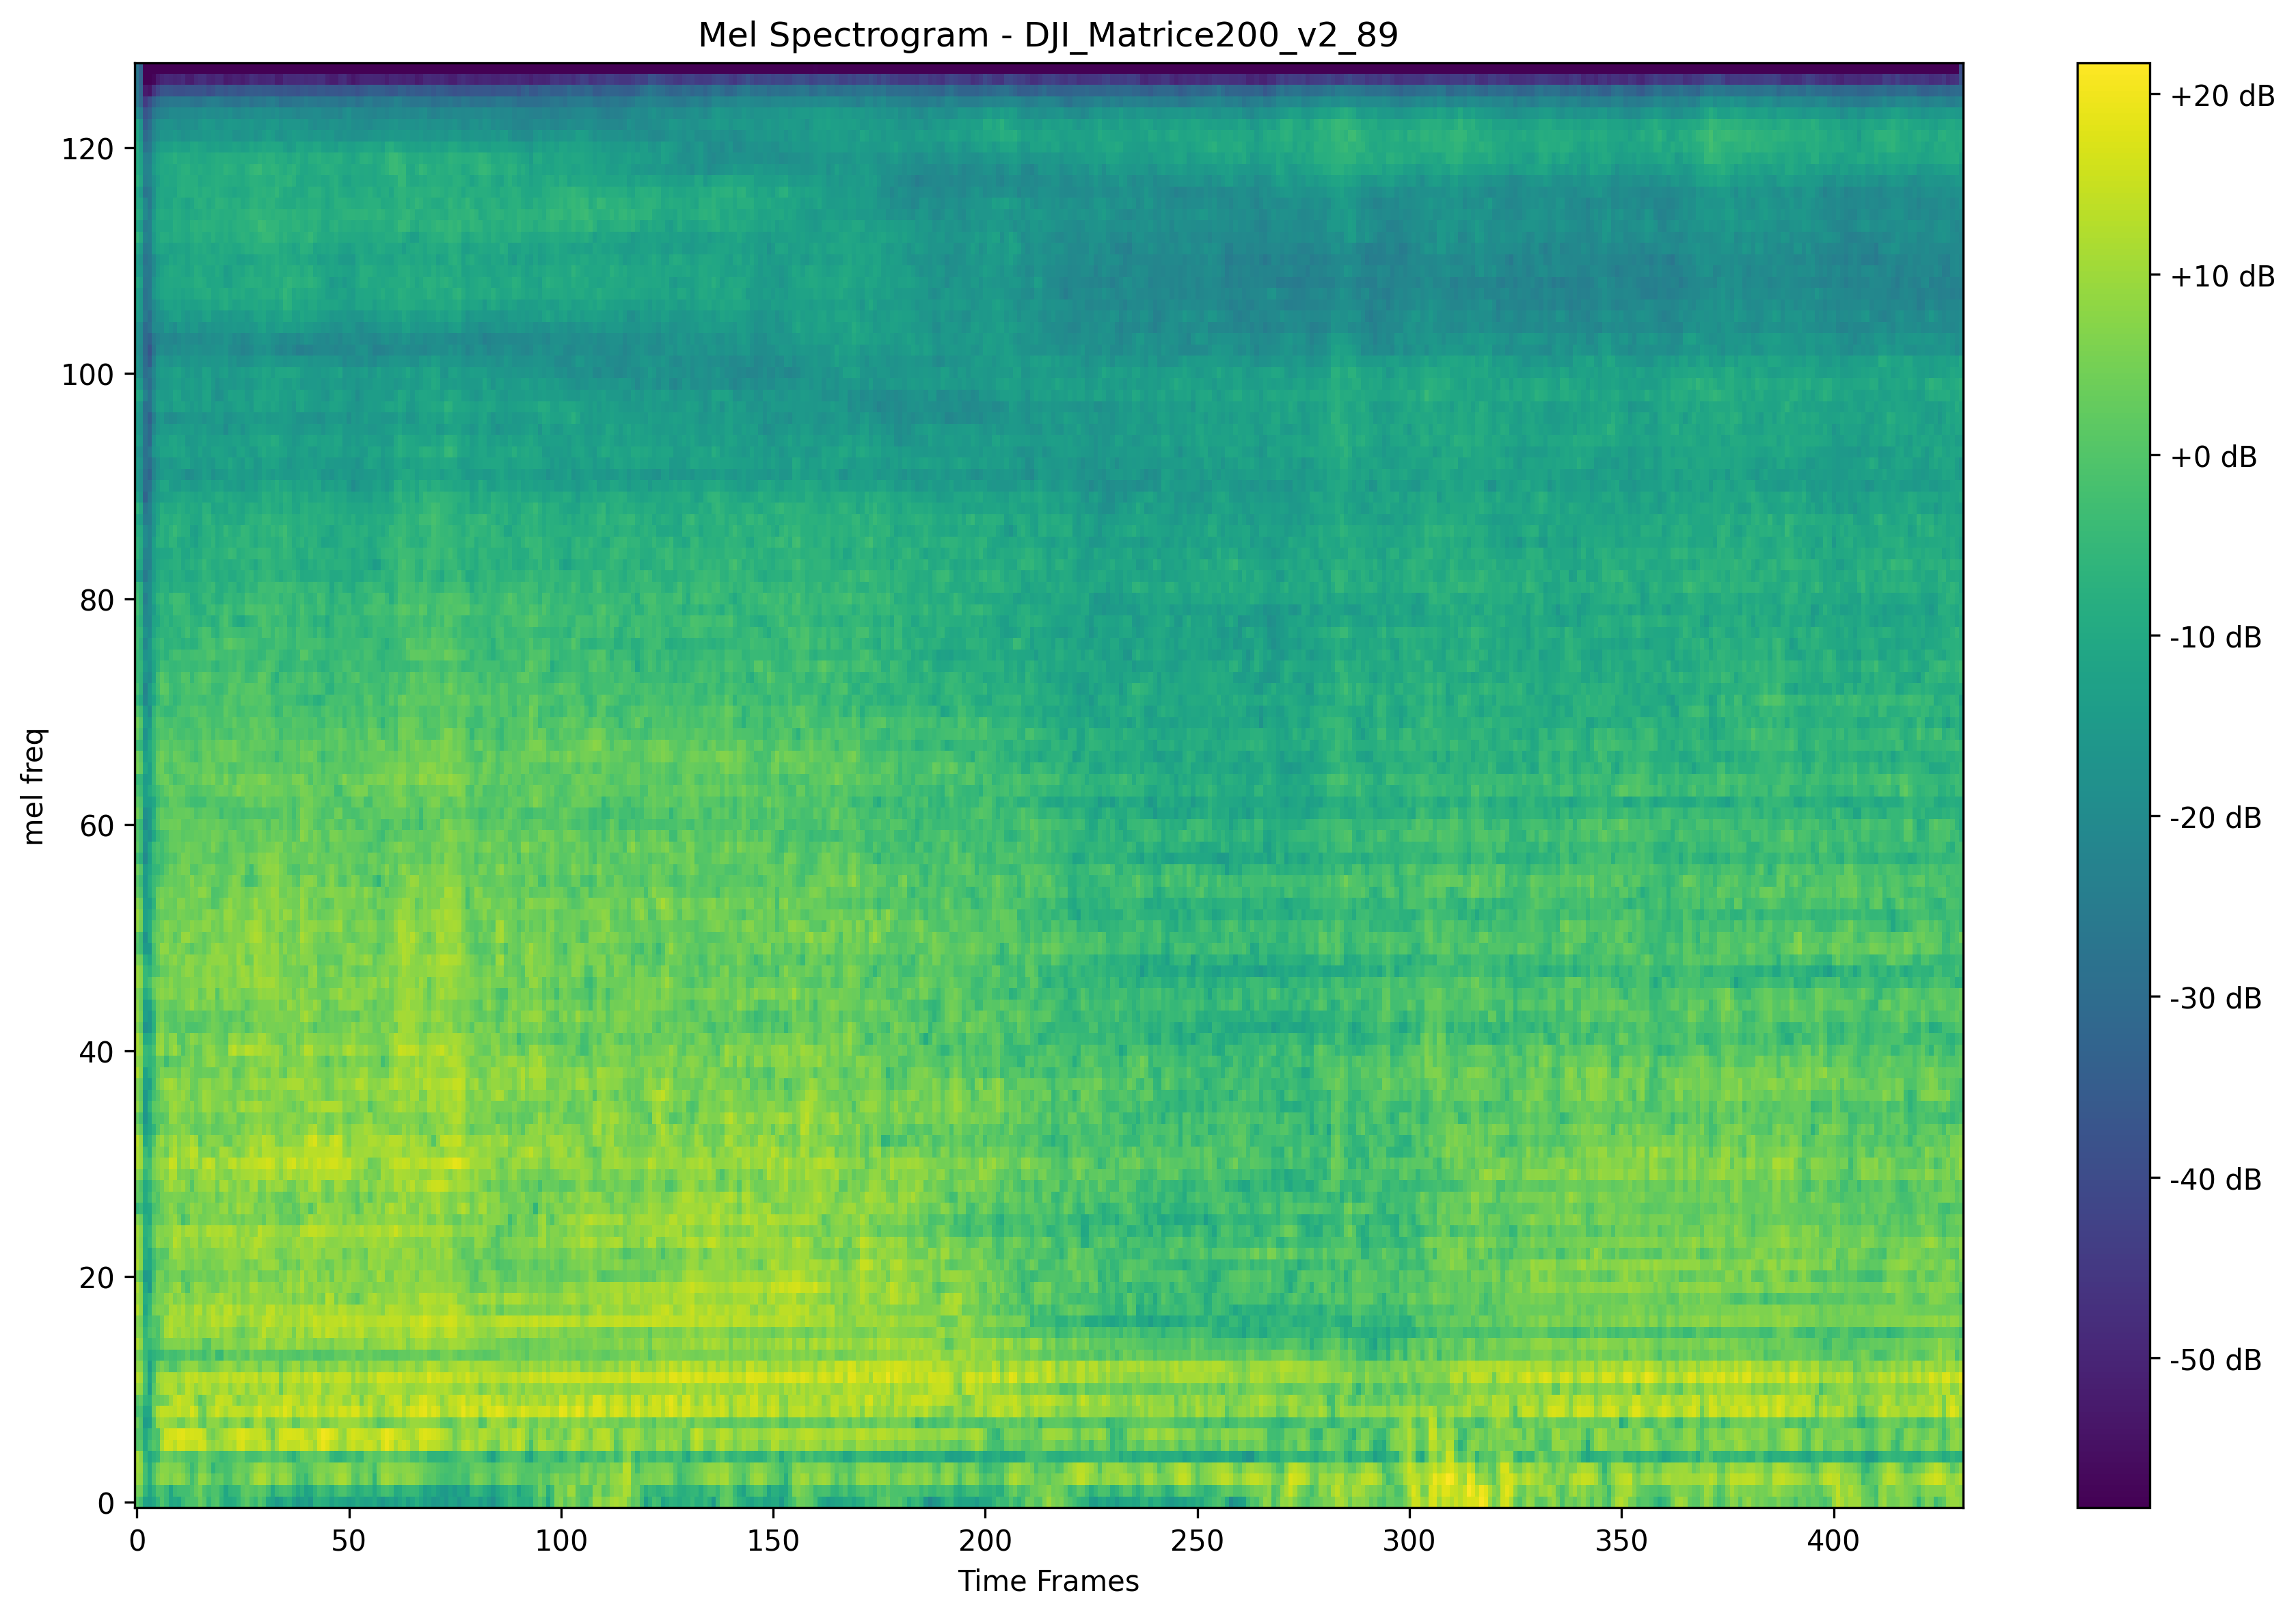 Mel Spectrogram - DJI_Matrice200_v2_89
mel freq
120
100
80
60
40
20
0
0 50 100 150 200 250 300 350 400
Time Frames
+20 dB
+10 dB
+0 dB
-10 dB
-20 dB
-30 dB
-40 dB
-50 dB